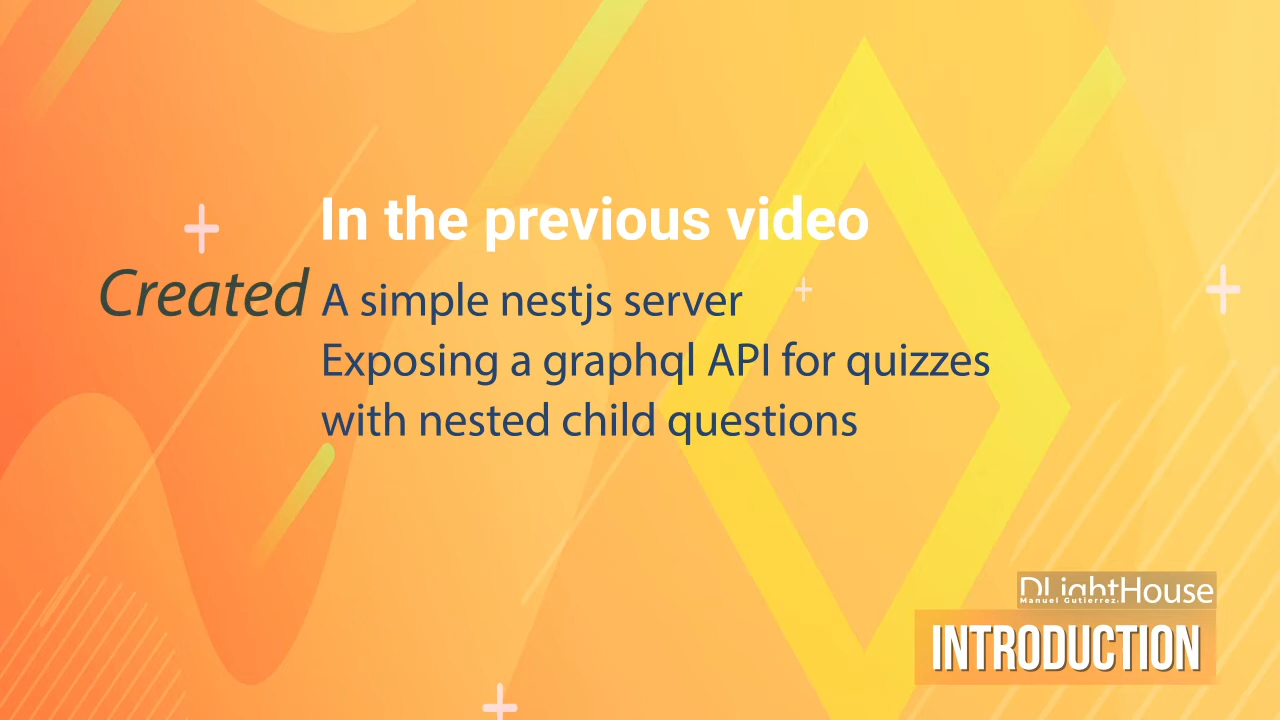 In the previous video
Created A simple nestjs server
Exposing a graphql API for quizzes
with nested child questions
DLightHouse
Manuel Gutierrez.
INTRODUCTION